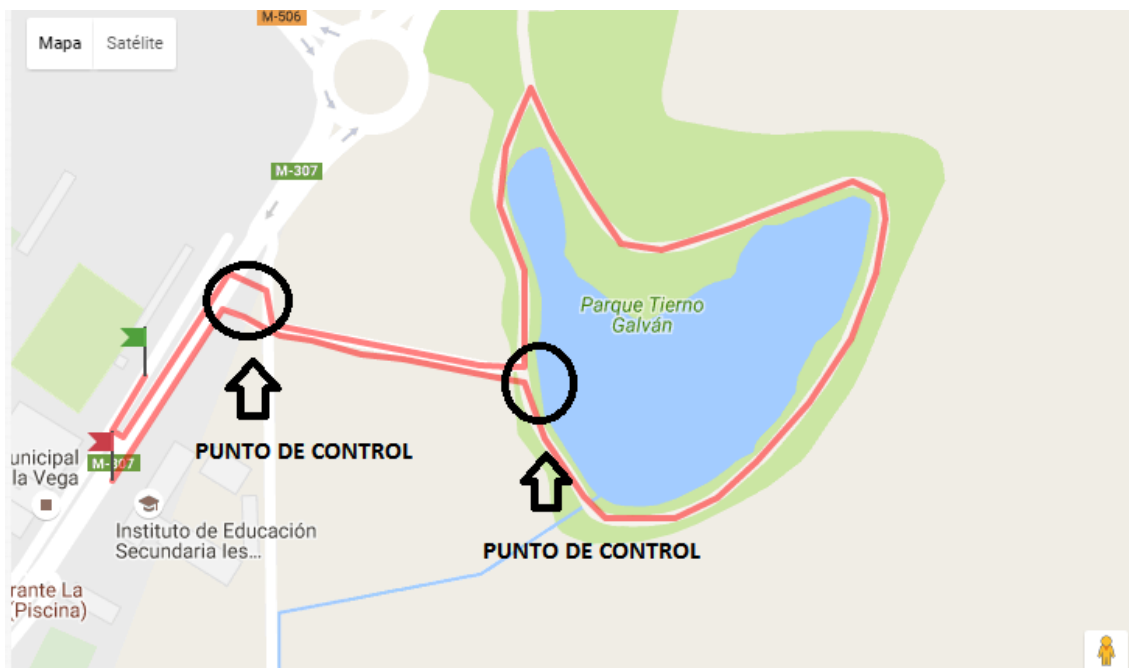 M-506
Mapa
Satélite
M-307
Parque Tierno
Galván
PUNTO DE CONTROL
unicipal
la Vega
M-307
Instituto de Educación
Secundaria Ies...
PUNTO DE CONTROL
rante La
(Piscina)